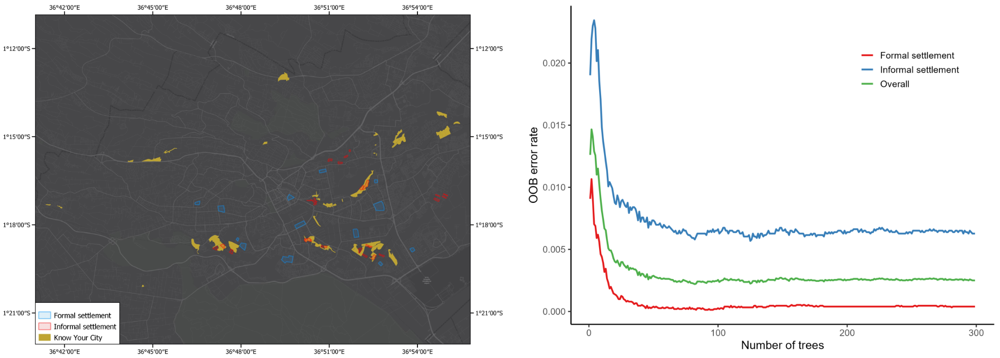 36°42′00″E 36°45′00″E 36°48′00″E 36°51′00″E 36°54′00″E
1°12′00″S
1°12′00″S
1°15′00″S
1°15′00″S
1°18′00″S
1°18′00″S
1°21′00″S
1°21′00″S
Formal settlement
Informal settlement
Know Your City
36°42′00″E 36°45′00″E 36°48′00″E 36°51′00″E 36°54′00″E
OOB error rate
0.020
0.015
0.010
0.005
0.000
Formal settlement
Informal settlement
Overall
0 100 200 300
Number of trees